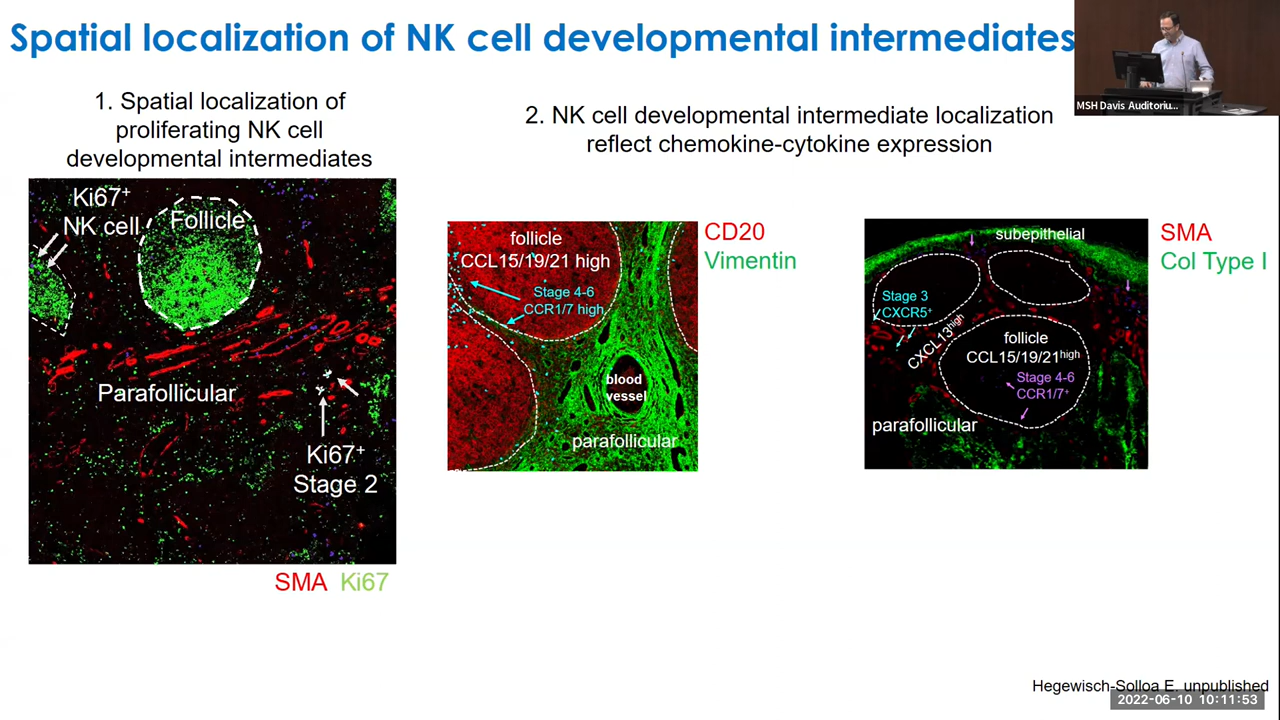 Spatial localization of NK cell developmental intermediates
MSH Davis Auditoriu...
1. Spatial localization of
proliferating NK cell
developmental intermediates
Ki67+
NK cell
Follicle
Parafollicular
Ki67+
Stage 2
SMA Ki67
2. NK cell developmental intermediate localization
reflect chemokine-cytokine expression
follicle
CCL15/19/21 high
Stage 4-6
CCR1/7 high
blood
vessel
parafollicular
CD20
Vimentin
subepithelial
Stage 3
CXCR5+
CXCL13high
follicle
CCL15/19/21high
Stage 4-6
CCR1/7+
parafollicular
SMA
Col Type I
Hegewisch-Solloa E. unpublished
2022-06-10 10:11:53